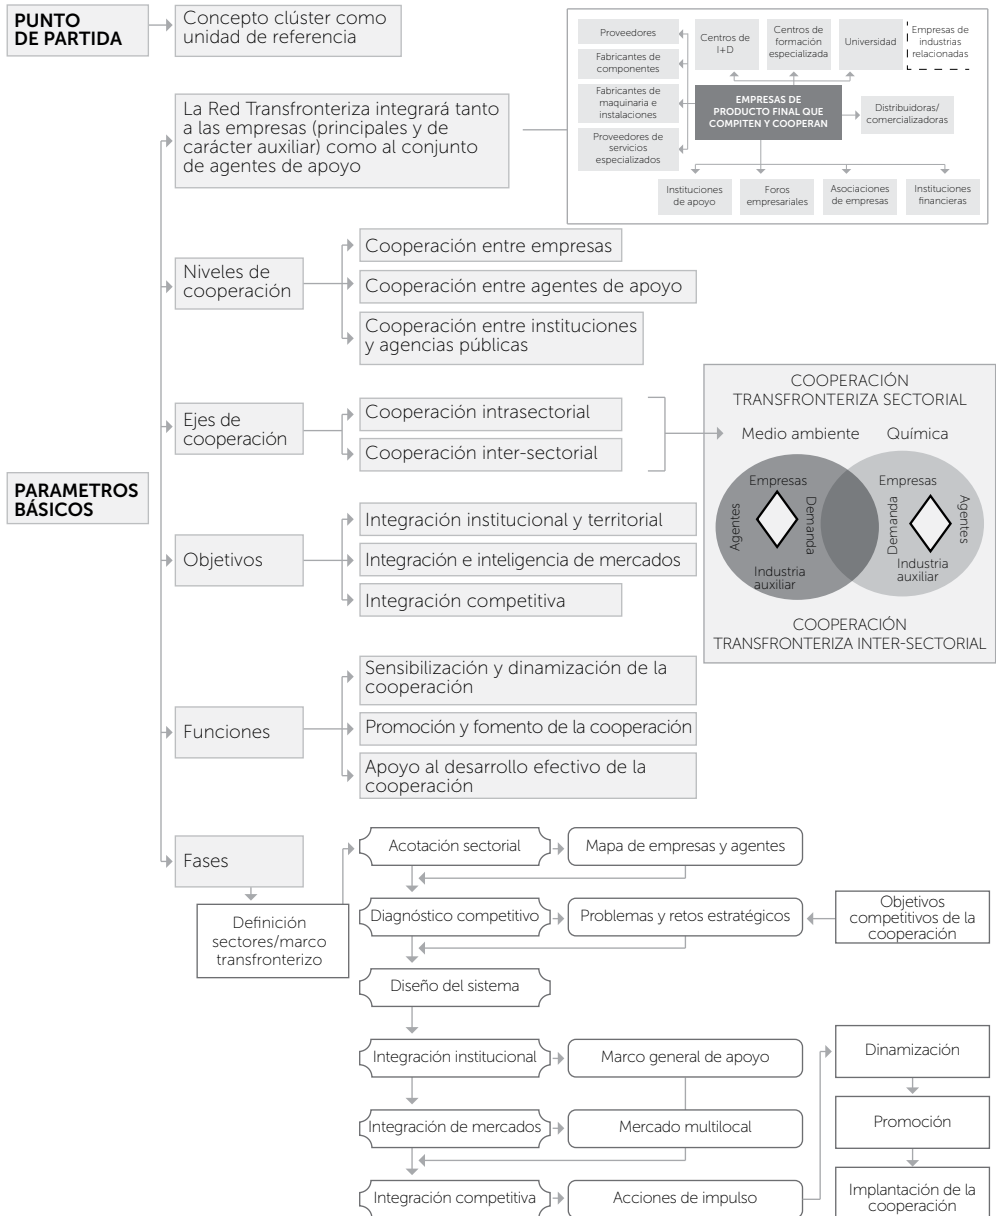 PUNTO
DE PARTIDA
Concepto clúster como
unidad de referencia
La Red Transfronteriza integrará tanto
a las empresas (principales y de
carácter auxiliar) como al conjunto
de agentes de apoyo
Proveedores
Fabricantes de
componentes
Fabricantes de
maquinaria e
instalaciones
Proveedores de
servicios
especializados
Centros de
I+D
Centros de
formación
especializada
Universidad
Empresas de
industrias
relacionadas
EMPRESAS DE
PRODUCTO FINAL QUE
COMPITEN Y COOPERAN
Distribuidoras/
comercializadoras
Instituciones
de apoyo
Foros
empresariales
Asociaciones
de empresas
Instituciones
financieras
PARAMETROS
BÁSICOS
Niveles de
cooperación
Cooperación entre empresas
Cooperación entre agentes de apoyo
Cooperación entre instituciones
y agencias públicas
Ejes de
cooperación
Cooperación intrasectorial
Cooperación inter-sectorial
COOPERACIÓN
TRANSFRONTERIZA SECTORIAL
Medio ambiente
Química
Empresas
Agentes
Demanda
Industria
auxiliar
Empresas
Demanda
Agentes
Industria
auxiliar
COOPERACIÓN
TRANSFRONTERIZA INTER-SECTORIAL
Objetivos
Integración institucional y territorial
Integración e inteligencia de mercados
Integración competitiva
Funciones
Sensibilización y dinamización de la
cooperación
Promoción y fomento de la cooperación
Apoyo al desarrollo efectivo de la
cooperación
Fases
Definición
sectores/marco
transfronterizo
Acotación sectorial
Mapa de empresas y agentes
Diagnóstico competitivo
Problemas y retos estratégicos
Objetivos
competitivos de la
cooperación
Diseño del sistema
Integración institucional
Marco general de apoyo
Integración de mercados
Mercado multilocal
Integración competitiva
Acciones de impulso
Dinamización
Promoción
Implantación de la
cooperación